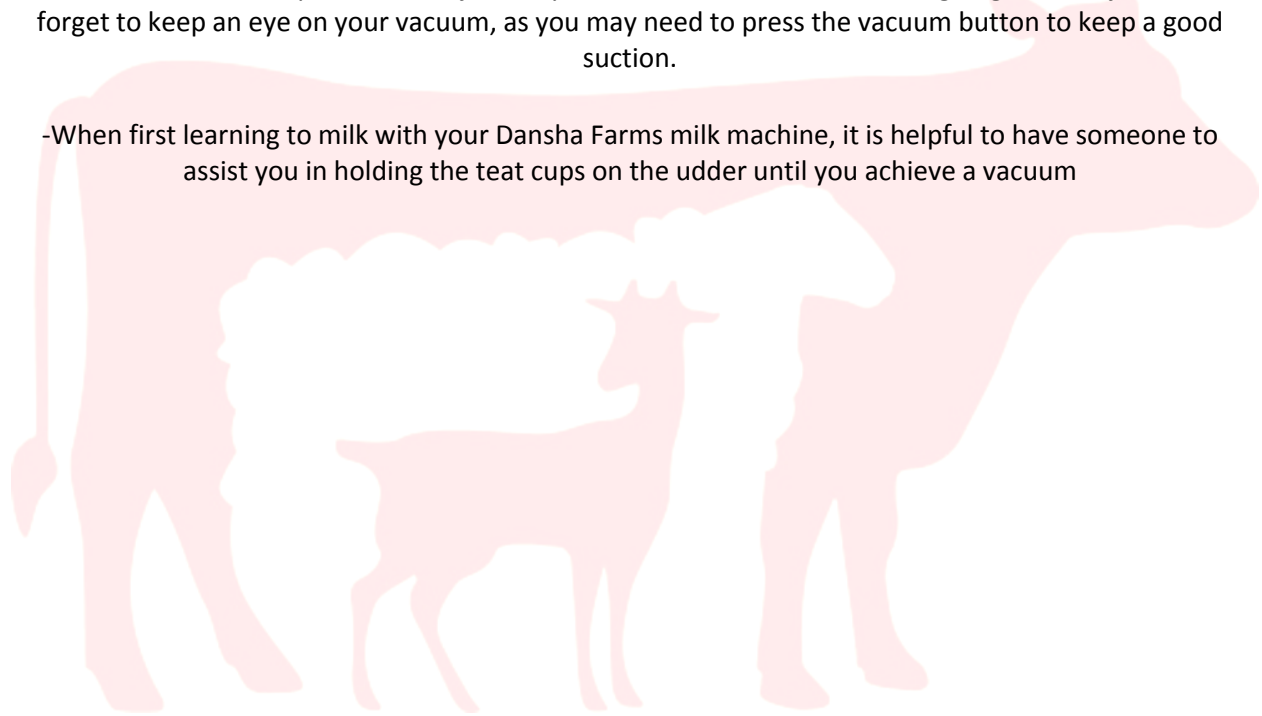 forget to keep an eye on your vacuum, as you may need to press the vacuum button to keep a good
suction.
-When first learning to milk with your Dansha Farms milk machine, it is helpful to have someone to
assist you in holding the teat cups on the udder until you achieve a vacuum